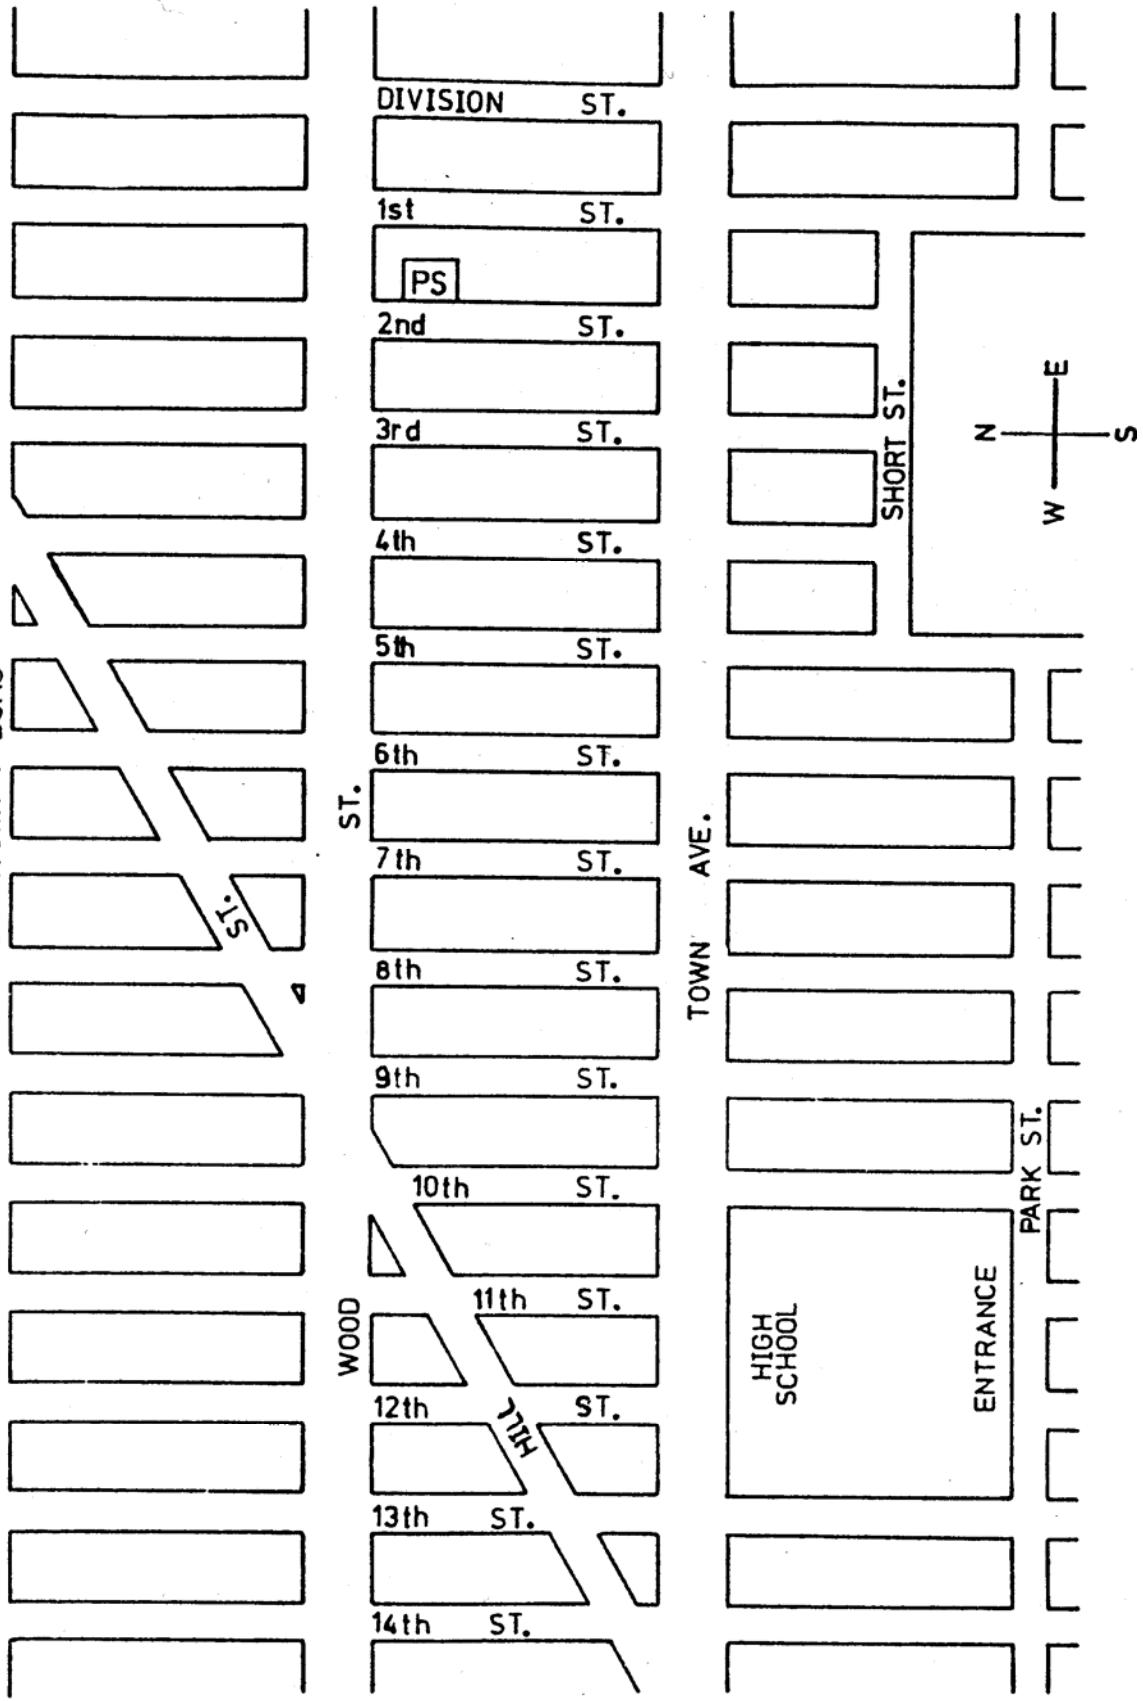 DIVISION ST.
1st ST.
PS
2nd ST.
3rd ST.
SHORT ST.
N
E
W
S
4th ST.
5th ST.
6th ST.
ST.
TOWN AVE.
7th ST.
ST.
8th ST.
9th ST.
PARK ST.
10th ST.
11th ST.
WOOD
HIGH
SCHOOL
ENTRANCE
12th ST.
HILL
13th ST.
14th ST.